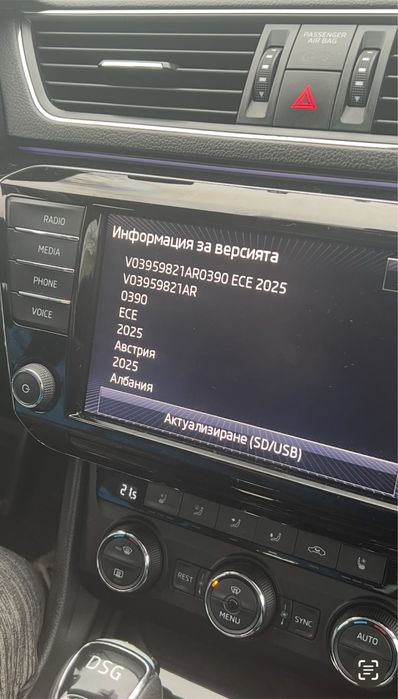 PASSENGER
AIR BAG
RADIO
MEDIA
PHONE
VOICE
Информация за версията
V03959821AR0390 ECE 2025
V03959821AR
0390
ECE
2025
Австрия
2025
Албания
Актуализиране (SD/USB)
21.5
REST
MENU
SYNC
AUTO
DSG